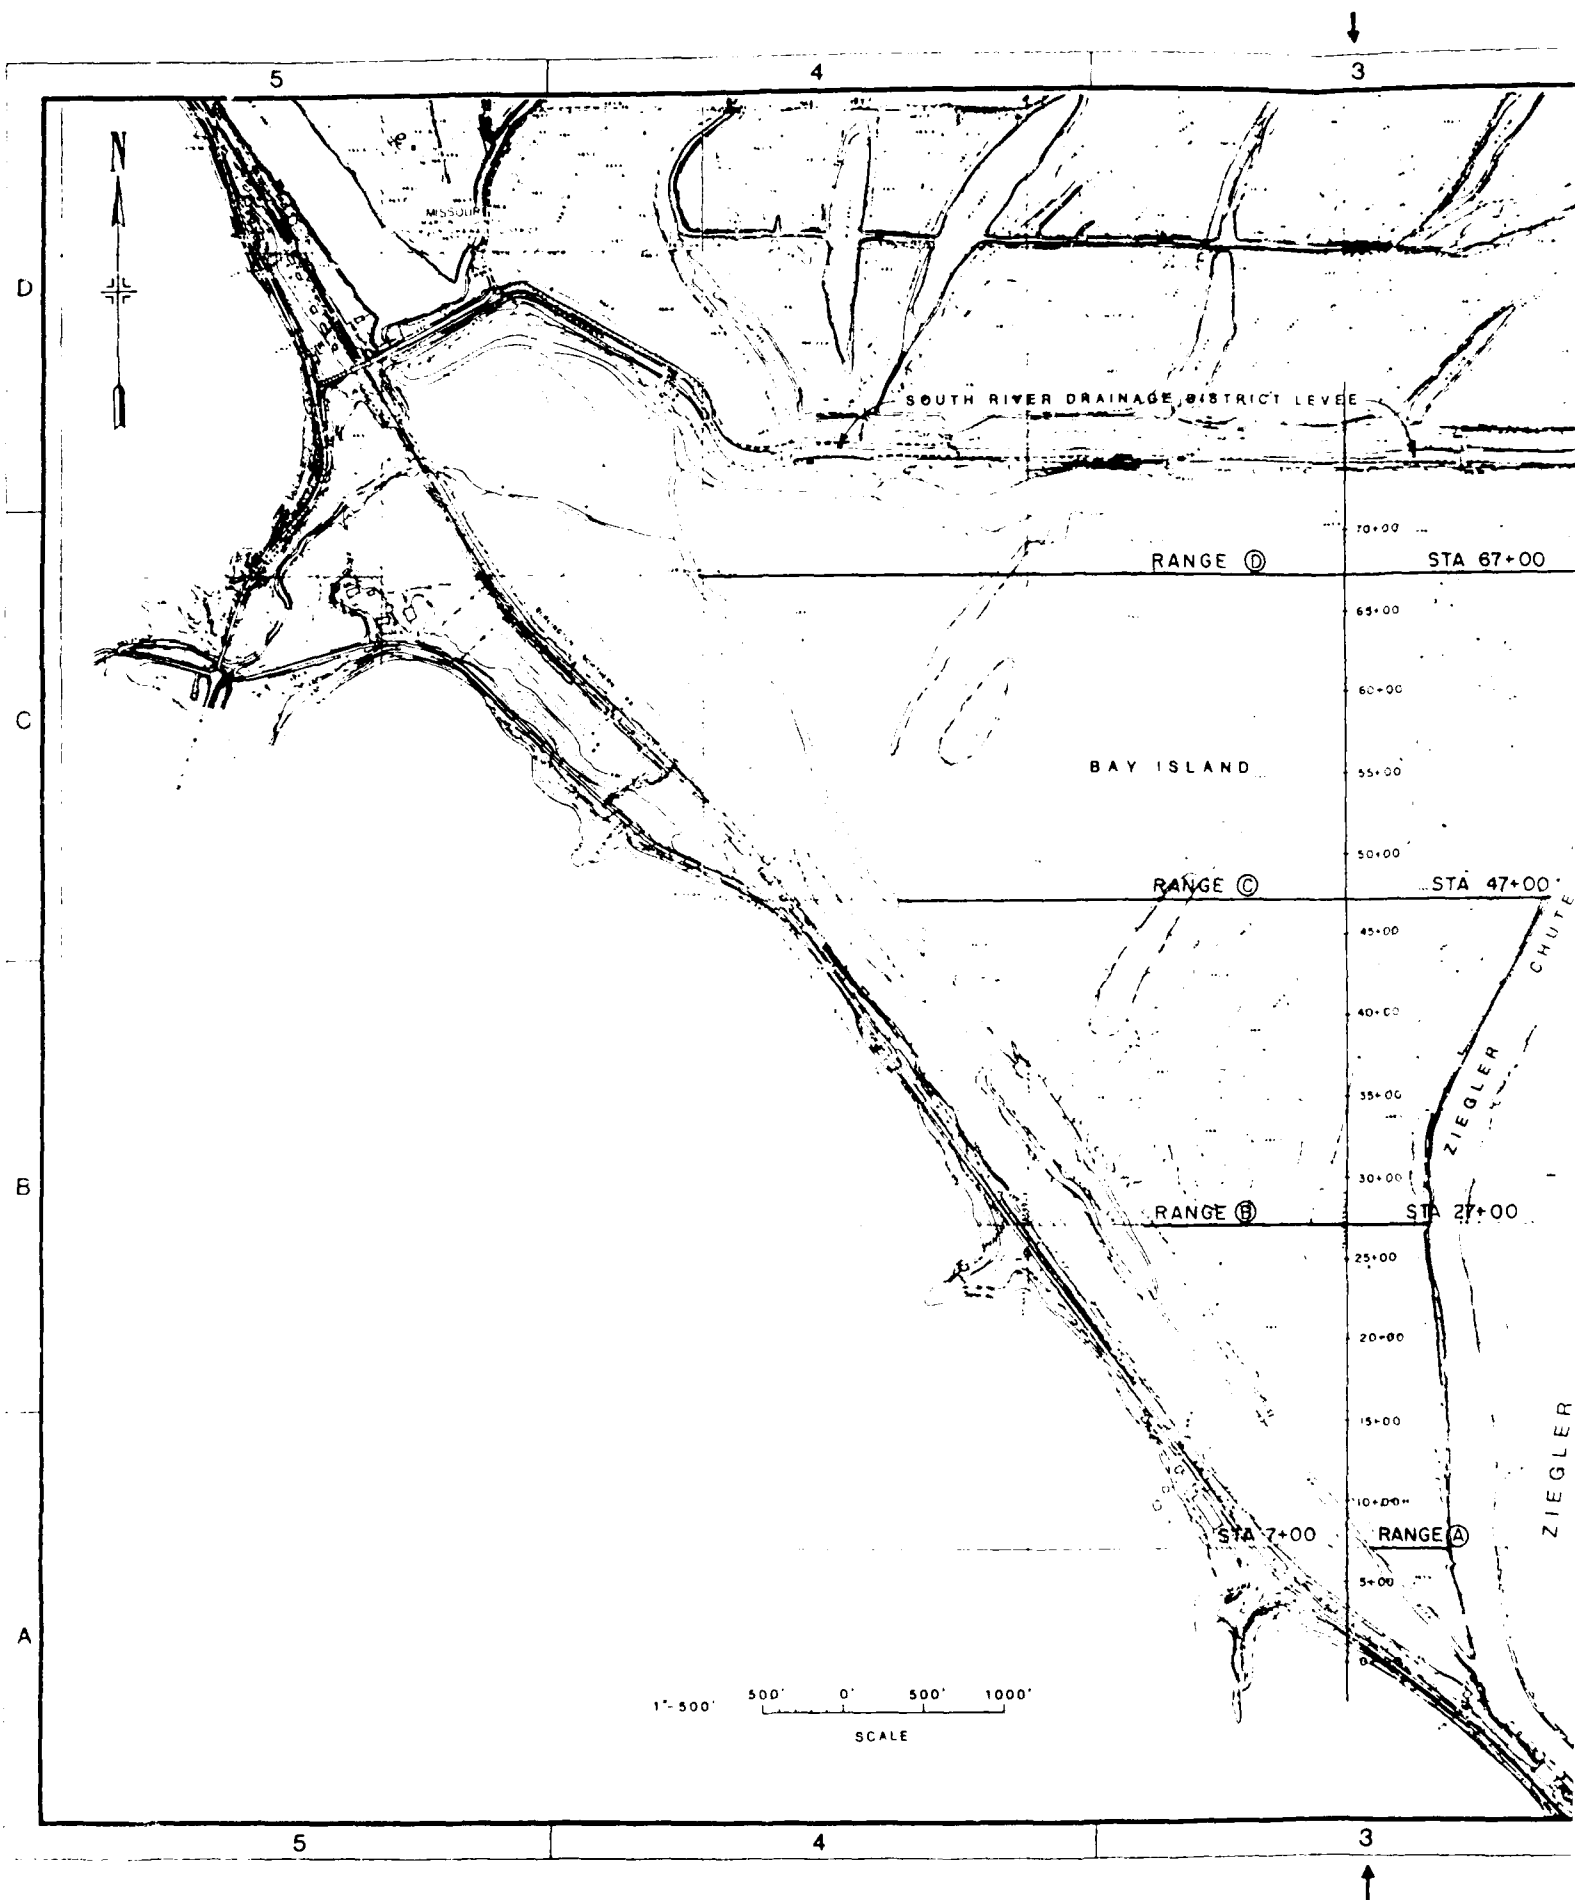 5 4 3
N
MISSOURI
D
SOUTH RIVER DRAINAGE DISTRICT LEVEE
70+00
RANGE D STA 67+00
65+00
60+00
C
BAY ISLAND
55+00
50+00
RANGE C STA 47+00
45+00
CHUTE
40+00
ZIEGLER
35+00
30+00
B
RANGE B STA 27+00
25+00
20+00
15+00
ZIEGLER
10+00
STA 7+00 RANGE A
5+00
A
1"-500' 500' 0' 500' 1000'
SCALE
5 4 3